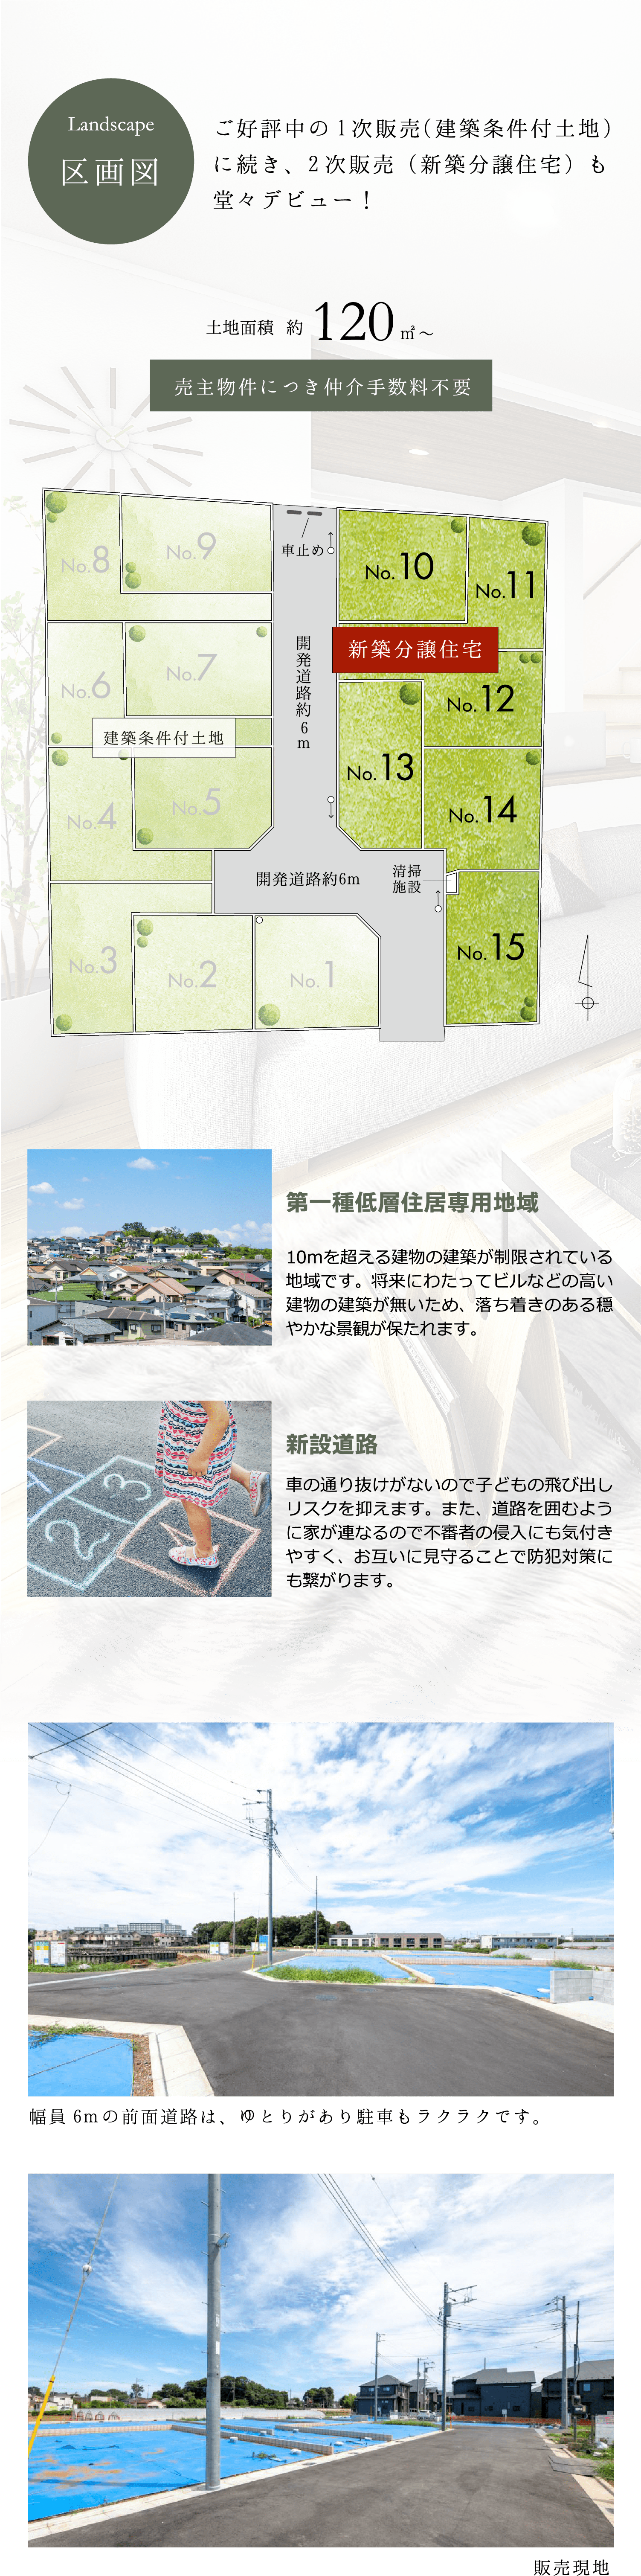 Landscape
区画図
ご好評中の1次販売(建築条件付土地)
に続き、2次販売（新築分譲住宅）も
堂々デビュー！
土地面積 約 120㎡～
売主物件につき仲介手数料不要
No.8
No.9
車止め
No.10
No.11
開発道路約6m
新築分譲住宅
No.6
No.7
No.12
建築条件付土地
No.13
No.4
No.5
No.14
開発道路約6m
清掃
施設
No.3
No.2
No.1
No.15
第一種低層住居専用地域
10mを超える建物の建築が制限されている
地域です。将来にわたってビルなどの高い
建物の建築が無いため、落ち着きのある穏
やかな景観が保たれます。
2
3
新設道路
車の通り抜けがないので子どもの飛び出し
リスクを抑えます。また、道路を囲むよう
に家が連なるので不審者の侵入にも気付き
やすく、お互いに見守ることで防犯対策に
も繋がります。
幅員 6mの前面道路は、ゆとりがあり駐車もラクラクです。
販売現地